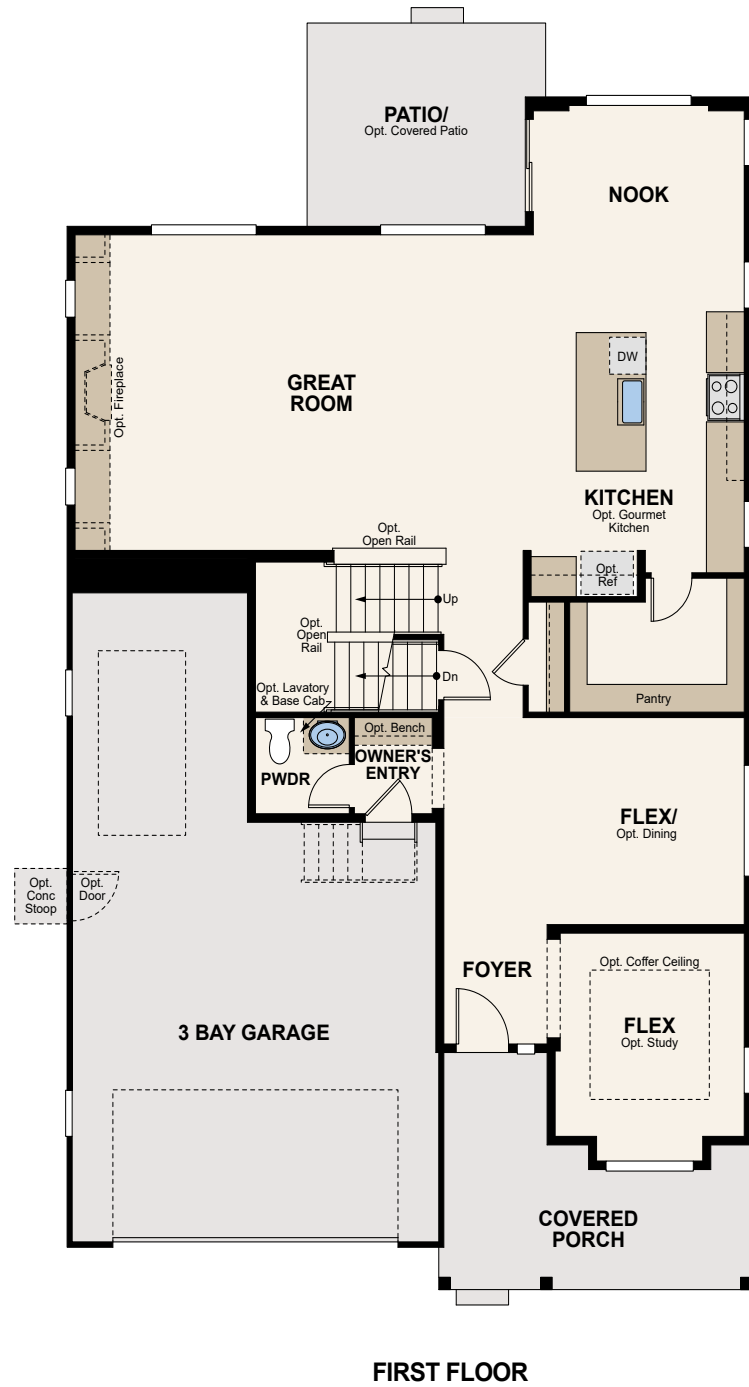 PATIO/
Opt. Covered Patio
NOOK
DW
GREAT
ROOM
Opt. Fireplace
KITCHEN
Opt. Gourmet
Kitchen
Opt.
Open Rail
Opt.
Ref
Up
Opt.
Open
Rail
Dn
Opt. Lavatory
& Base Cab.
Pantry
Opt. Bench
OWNER'S
ENTRY
PWDR
FLEX/
Opt. Dining
Opt.
Conc
Stoop
Opt.
Door
FOYER
Opt. Coffer Ceiling
FLEX
Opt. Study
3 BAY GARAGE
COVERED
PORCH
FIRST FLOOR